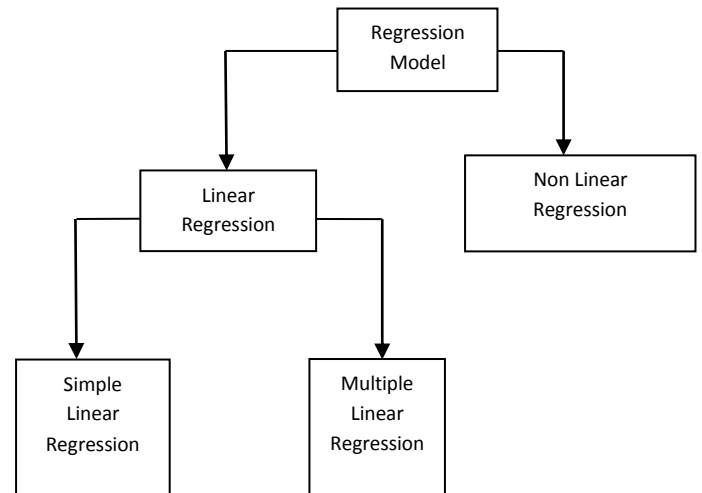 Regression
Model
Linear
Regression
Non Linear
Regression
Simple
Linear
Regression
Multiple
Linear
Regression